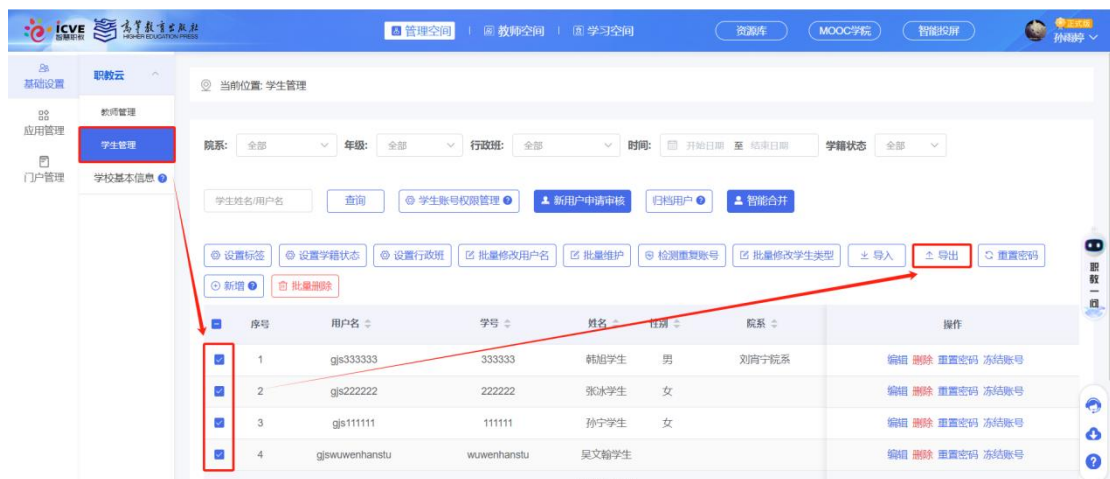 icve 智慧职教 高等教育出版社 HIGHER EDUCATION PRESS 管理空间 教师空间 学习空间 资源库 MOOC学院 智能投屏 正式版 孙雨婷
基础设置
应用管理
门户管理
职教云
教师管理
学生管理
学校基本信息
当前位置: 学生管理
院系: 全部 年级: 全部 行政班: 全部 时间: 开始日期 至 结束日期 学籍状态 全部
学生姓名/用户名 查询 学生账号权限管理 新用户申请审核 归档用户 智能合并
设置标签 设置学籍状态 设置行政班 批量修改用户名 批量维护 检测重复账号 批量修改学生类型 导入 导出 重置密码
新增 批量删除
序号 用户名 学号 姓名 性别 院系 操作
1 gjs333333 333333 韩旭学生 男 刘肖宁院系 编辑 删除 重置密码 冻结账号
2 gjs222222 222222 张冰学生 女 编辑 删除 重置密码 冻结账号
3 gjs111111 111111 孙宁学生 女 编辑 删除 重置密码 冻结账号
4 gjswuwenhanstu wuwenhanstu 吴文翰学生 编辑 删除 重置密码 冻结账号
职教一问